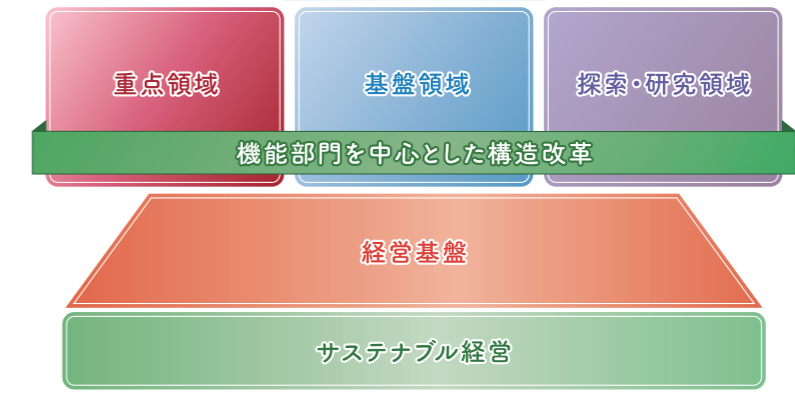 重点領域
基盤領域
探索・研究領域
機能部門を中心とした構造改革
経営基盤
サステナブル経営